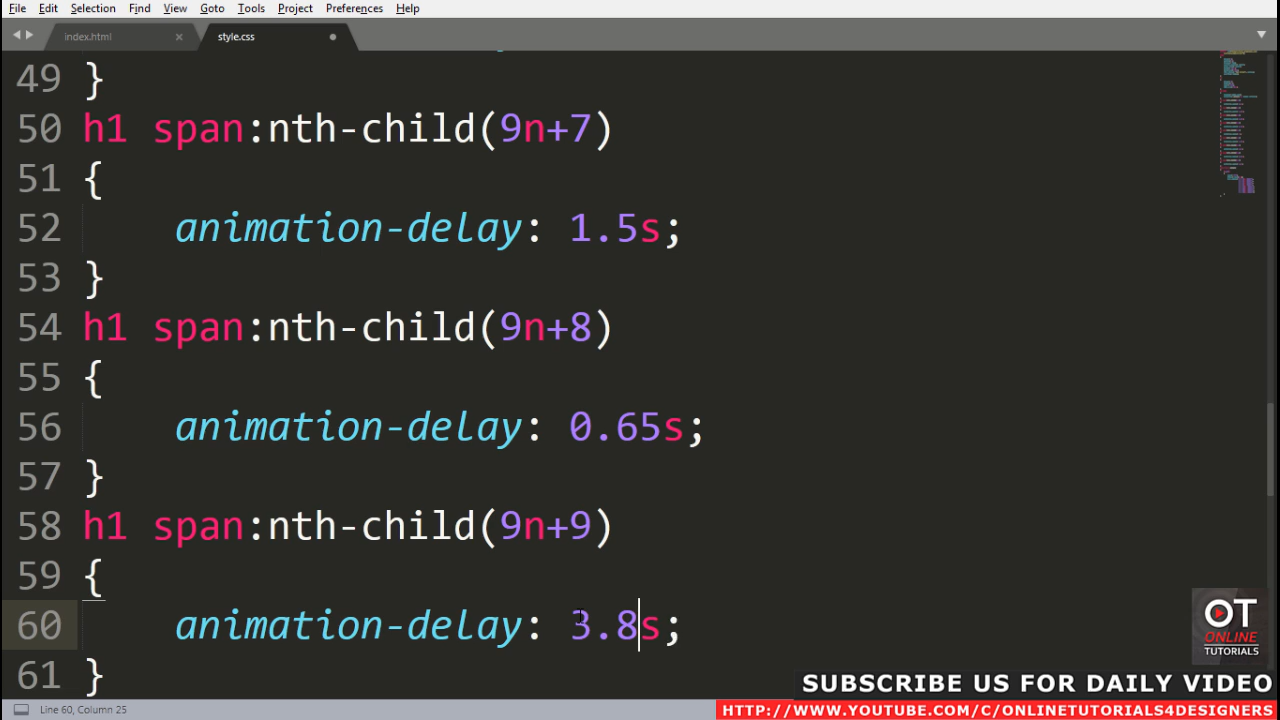 File Edit Selection Find View Goto Tools Project Preferences Help
index.html × style.css
49 }
50 h1 span:nth-child(9n+7)
51 {
52 animation-delay: 1.5s;
53 }
54 h1 span:nth-child(9n+8)
55 {
56 animation-delay: 0.65s;
57 }
58 h1 span:nth-child(9n+9)
59 {
60 animation-delay: 3.8s;
61 }
OT
ONLINE
TUTORIALS
SUBSCRIBE US FOR DAILY VIDEO
Line 60, Column 25
HTTP://WWW.YOUTUBE.COM/C/ONLINETUTORIALS4DESIGNERS